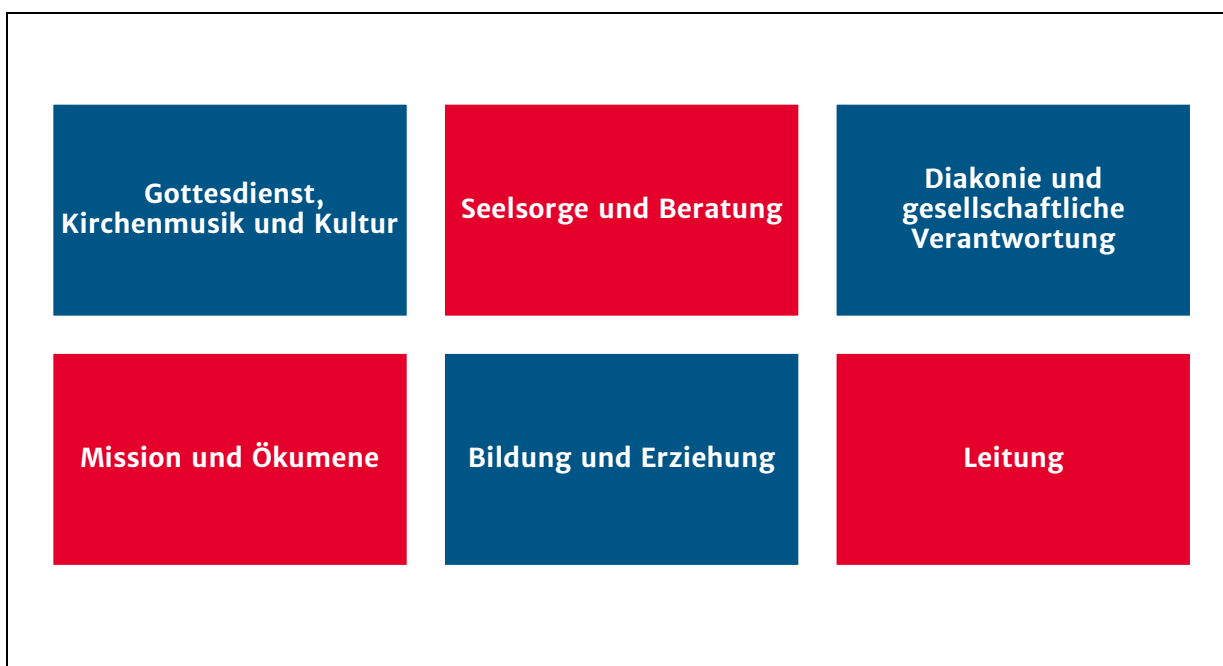 Gottesdienst,
Kirchenmusik und Kultur
Seelsorge und Beratung
Diakonie und
gesellschaftliche
Verantwortung
Mission und Ökumene
Bildung und Erziehung
Leitung